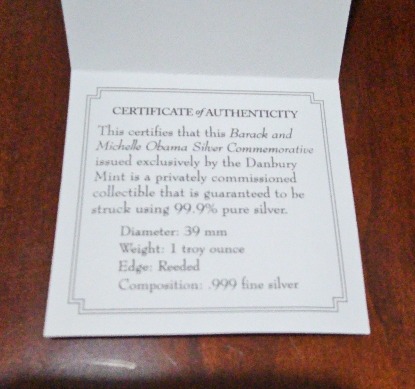 CERTIFICATE of AUTHENTICITY
This certifies that this Barack and
Michelle Obama Silver Commemorative
issued exclusively by the Danbury
Mint is a privately commissioned
collectible that is guaranteed to be
struck using 99.9% pure silver.
Diameter: 39 mm
Weight: 1 troy ounce
Edge: Reeded
Composition: .999 fine silver